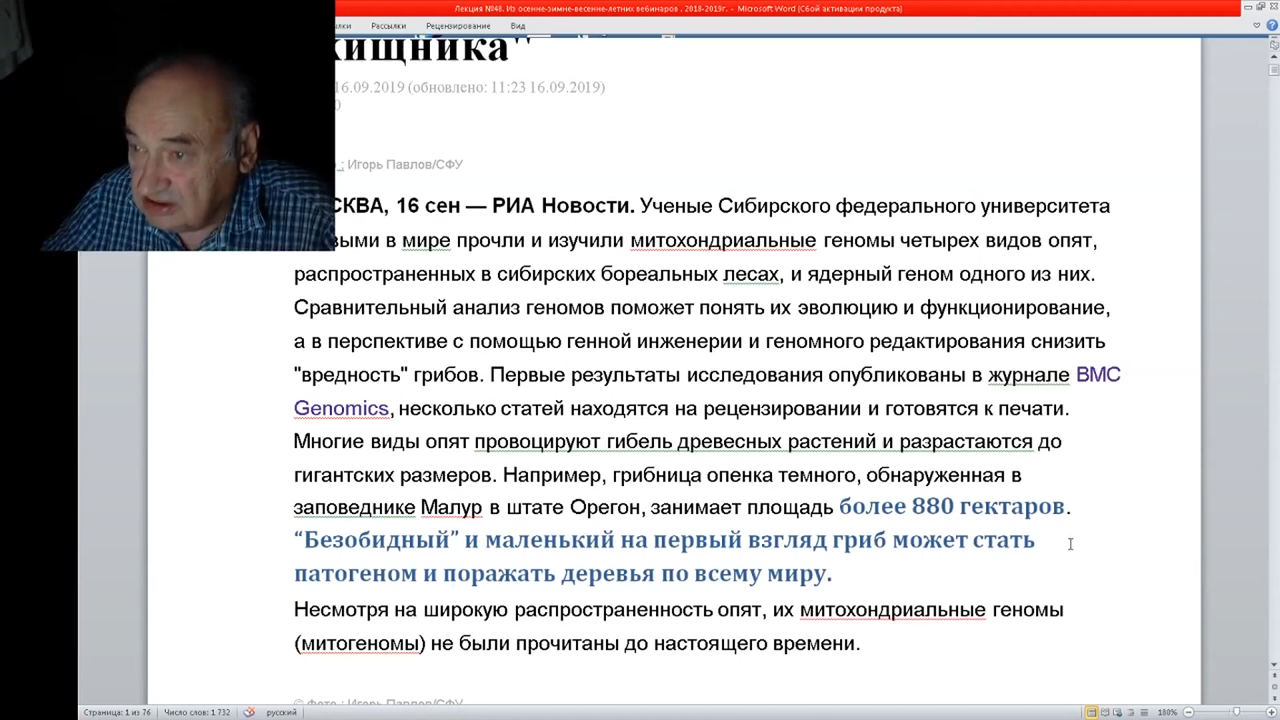 Лекция №48. Из осенне-зимне-весенне-летних вебинаров . 2018-2019г. - Microsoft Word (Сбой активации продукта)
Рассылки Рецензирование Вид
16.09.2019 (обновлено: 11:23 16.09.2019)
Игорь Павлов/СФУ
16 сен — РИА Новости. Ученые Сибирского федерального университета
в мире прочли и изучили митохондриальные геномы четырех видов опят,
распространенных в сибирских бореальных лесах, и ядерный геном одного из них.
Сравнительный анализ геномов поможет понять их эволюцию и функционирование,
а в перспективе с помощью генной инженерии и геномного редактирования снизить
"вредность" грибов. Первые результаты исследования опубликованы в журнале BMC
Genomics, несколько статей находятся на рецензировании и готовятся к печати.
Многие виды опят провоцируют гибель древесных растений и разрастаются до
гигантских размеров. Например, грибница опенка темного, обнаруженная в
заповеднике Малур в штате Орегон, занимает площадь более 880 гектаров.
“Безобидный” и маленький на первый взгляд гриб может стать
патогеном и поражать деревья по всему миру.
Несмотря на широкую распространенность опят, их митохондриальные геномы
(митогеномы) не были прочитаны до настоящего времени.
© Фото : Игорь Павлов/СФУ
Страница: 1 из 76 Число слов: 1 732 русский 180%